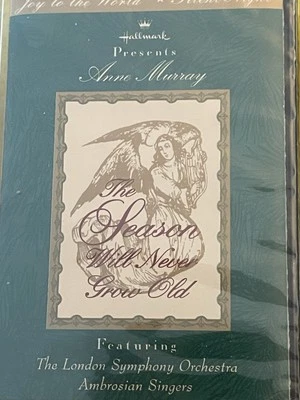 Joy to the World
Hallmark
Presents
Anne Murray
The
Season
Will Never
Grow Old
Featuring
The London Symphony Orchestra
Ambrosian Singers